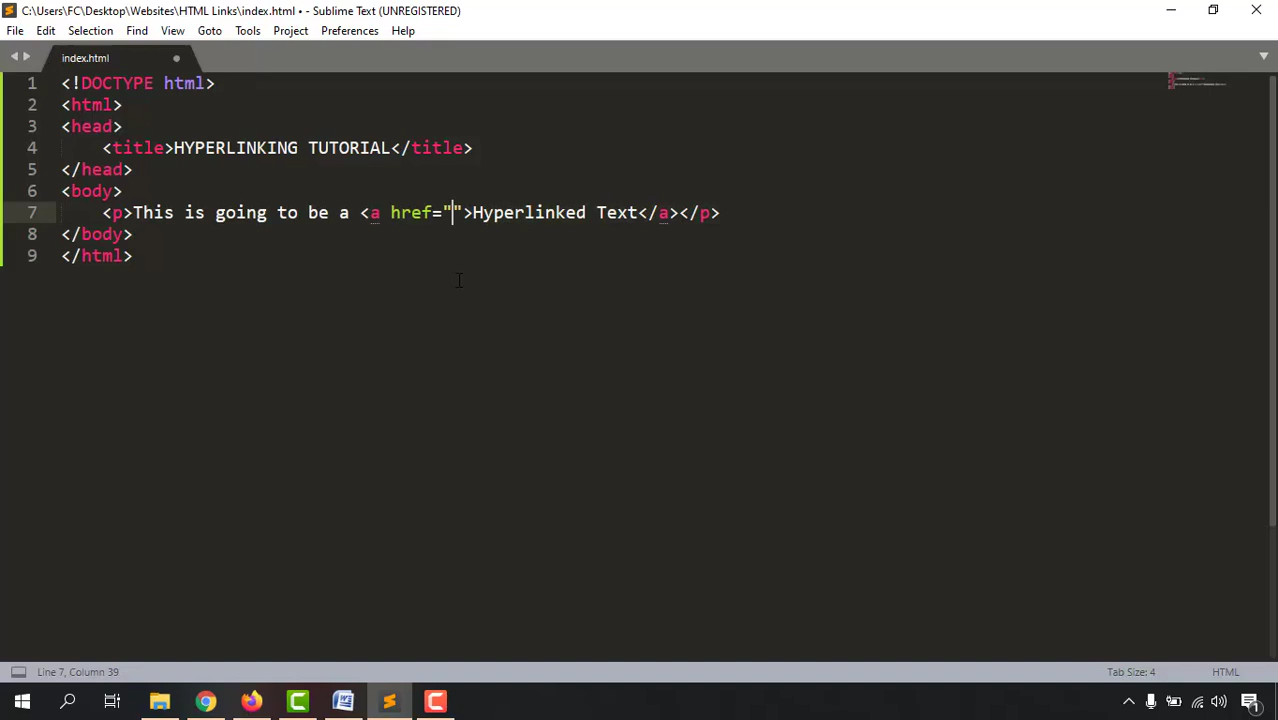 C:\Users\FC\Desktop\Websites\HTML Links\index.html • - Sublime Text (UNREGISTERED)
File Edit Selection Find View Goto Tools Project Preferences Help
index.html
1 <!DOCTYPE html>
2 <html>
3 <head>
4 <title>HYPERLINKING TUTORIAL</title>
5 </head>
6 <body>
7 <p>This is going to be a <a href="">Hyperlinked Text</a></p>
8 </body>
9 </html>
Line 7, Column 39 Tab Size: 4 HTML